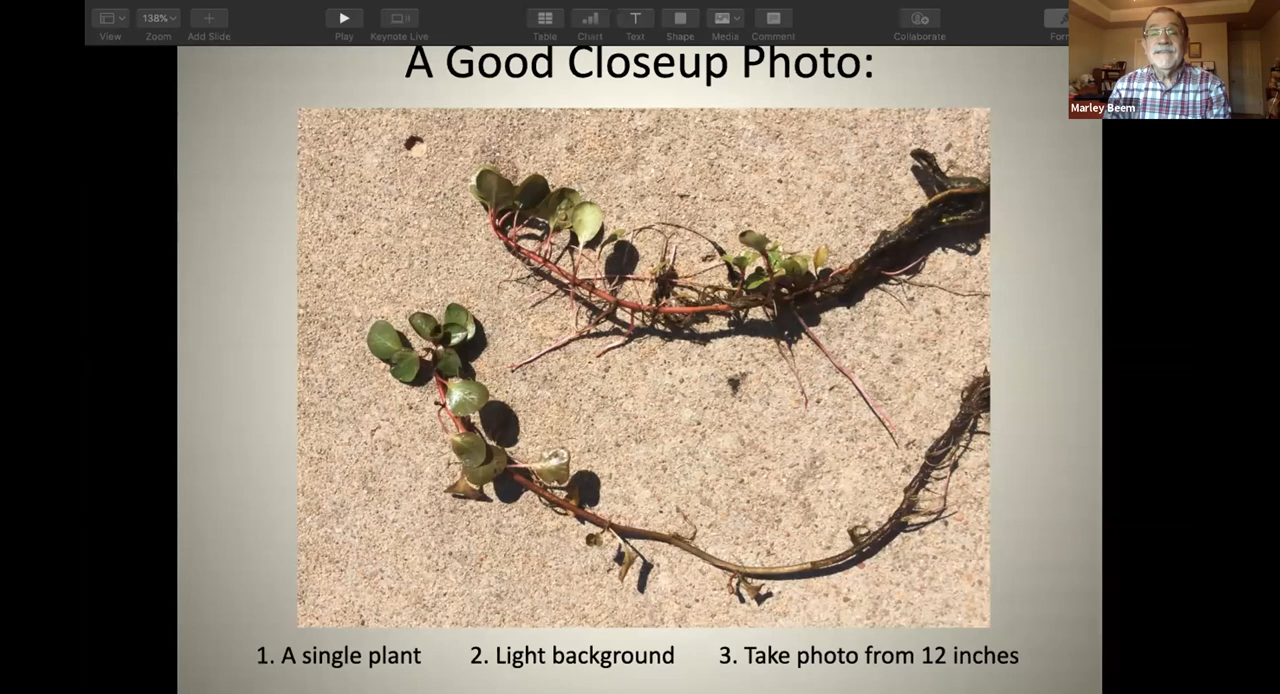 138%
View
Zoom
Add Slide
Play
Keynote Live
Table
Chart
Text
Shape
Media
Comment
Collaborate
Marley Beem
A Good Closeup Photo:
1. A single plant 2. Light background 3. Take photo from 12 inches